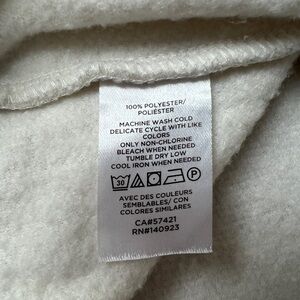 100% POLYESTER/
POLIÉSTER
MACHINE WASH COLD
DELICATE CYCLE WITH LIKE
COLORS
ONLY NON-CHLORINE
BLEACH WHEN NEEDED
TUMBLE DRY LOW
COOL IRON WHEN NEEDED
30 P
AVEC DES COULEURS
SEMBLABLES/ CON
COLORES SIMILARES
CA#57421
RN#140923